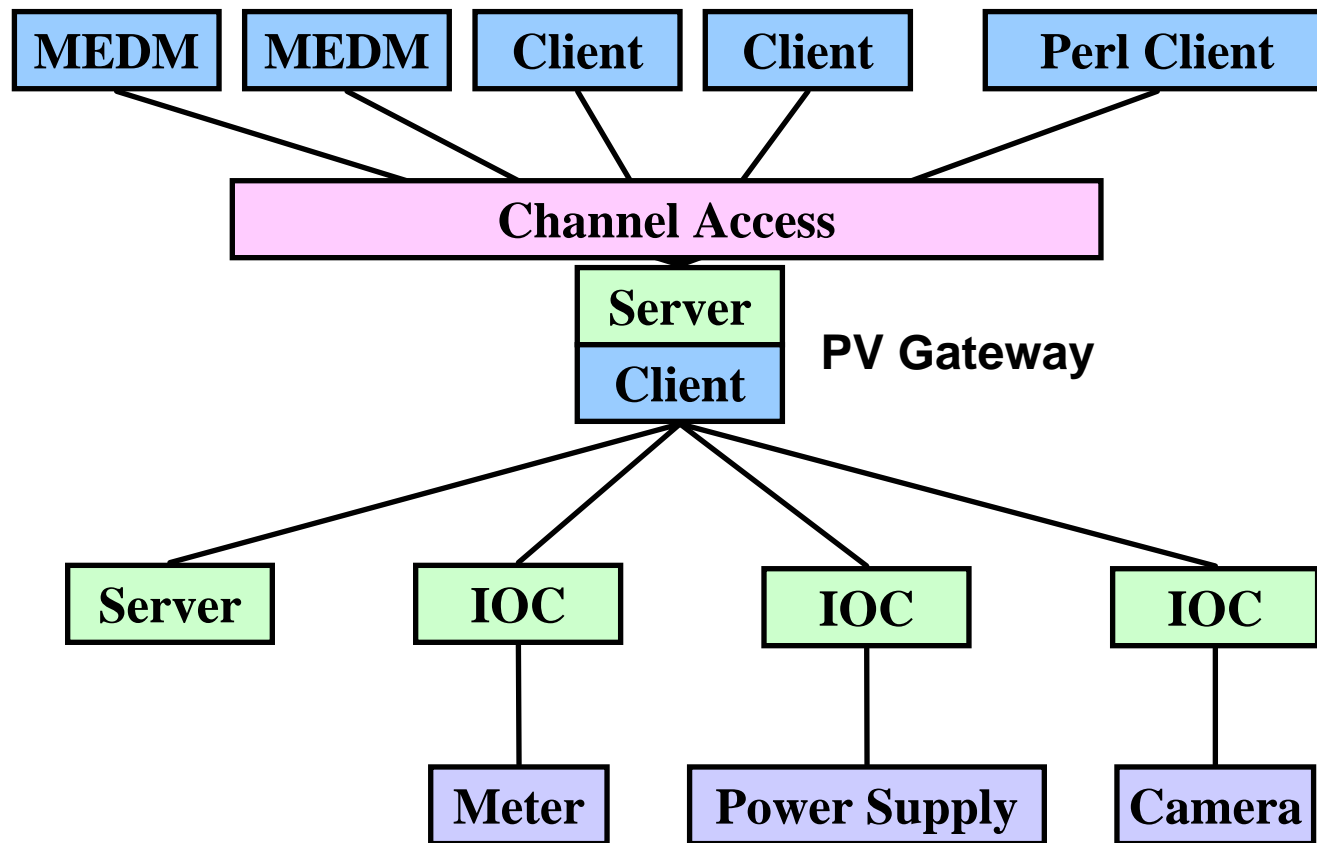 MEDM
MEDM
Client
Client
Perl Client
Channel Access
Server
Client
PV Gateway
Server
IOC
IOC
IOC
Meter
Power Supply
Camera